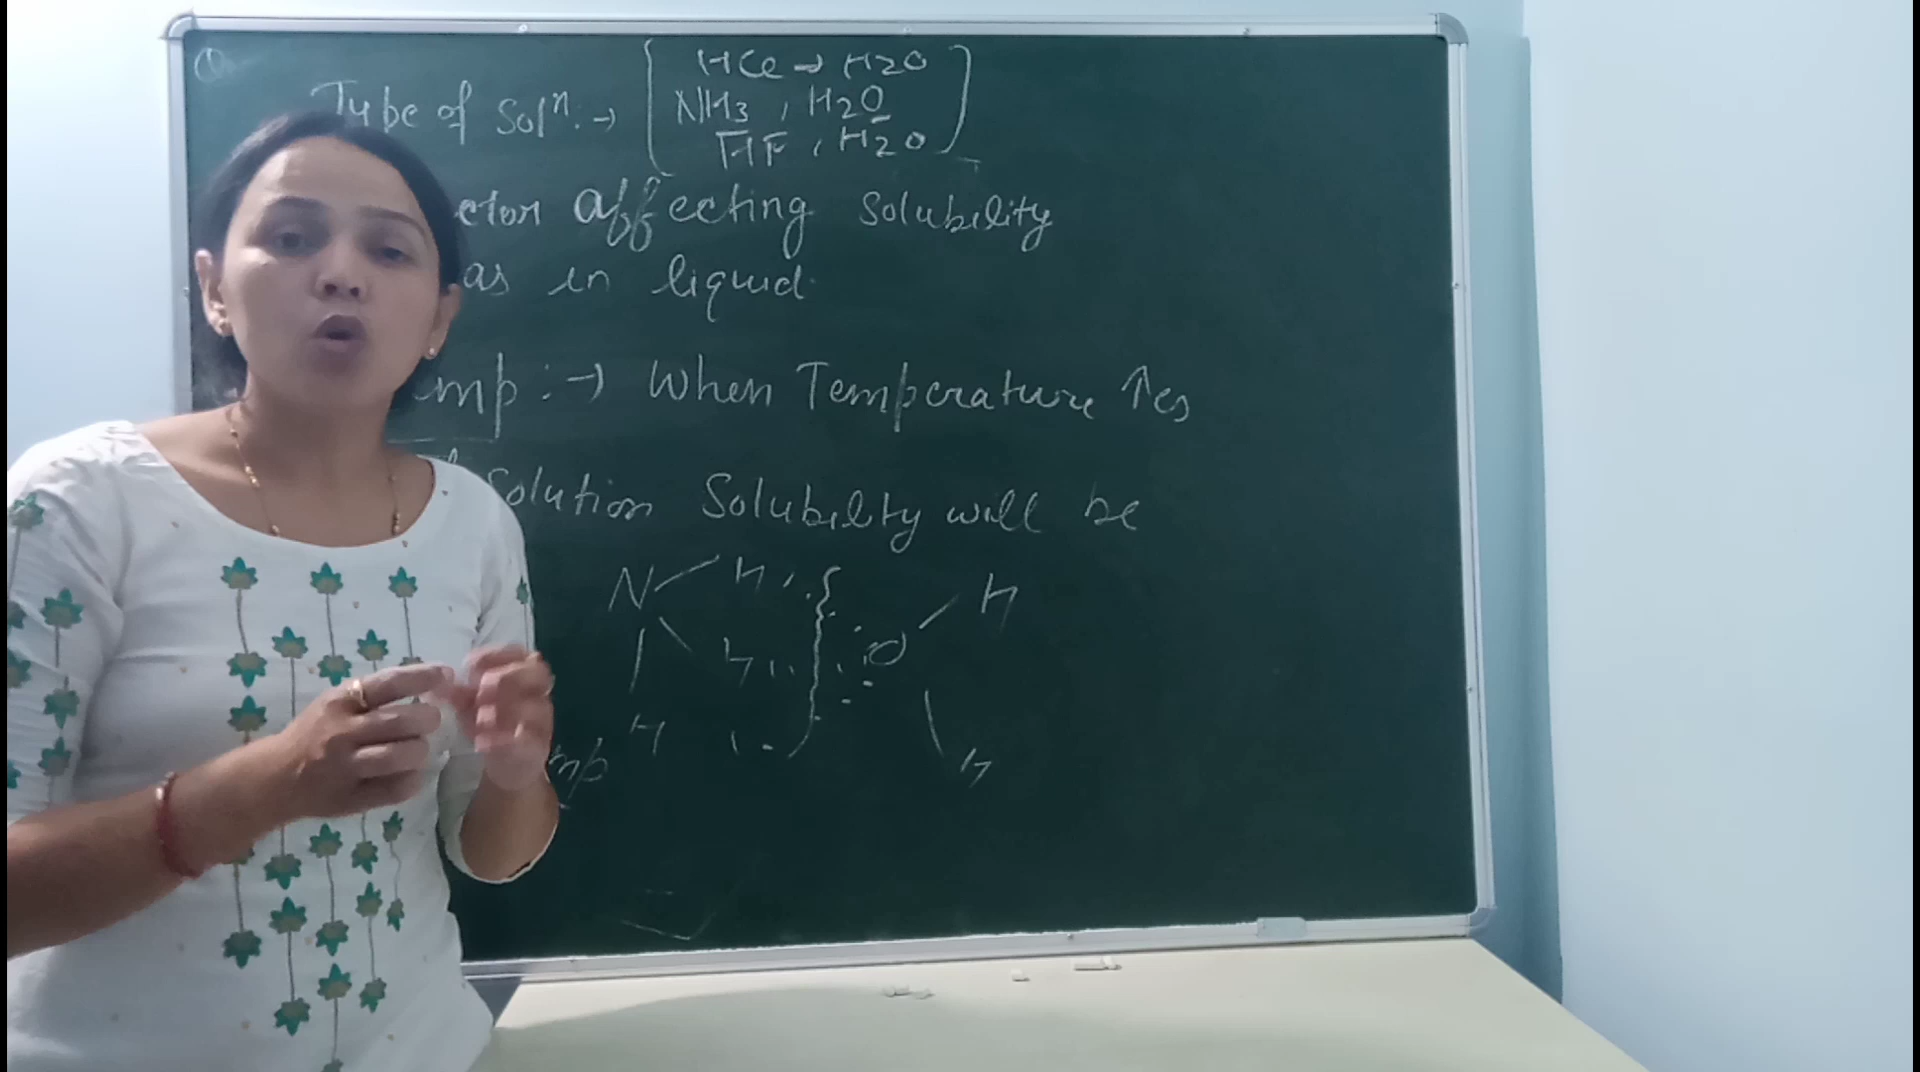 HCl → H2O
Type of Solⁿ :→ NH3 , H2O
HF , H2O
ctor affecting solubility
as in liquid
mp :→ When Temperature ↑es
Solution Solubility will be
N H H
H O
H H
mp